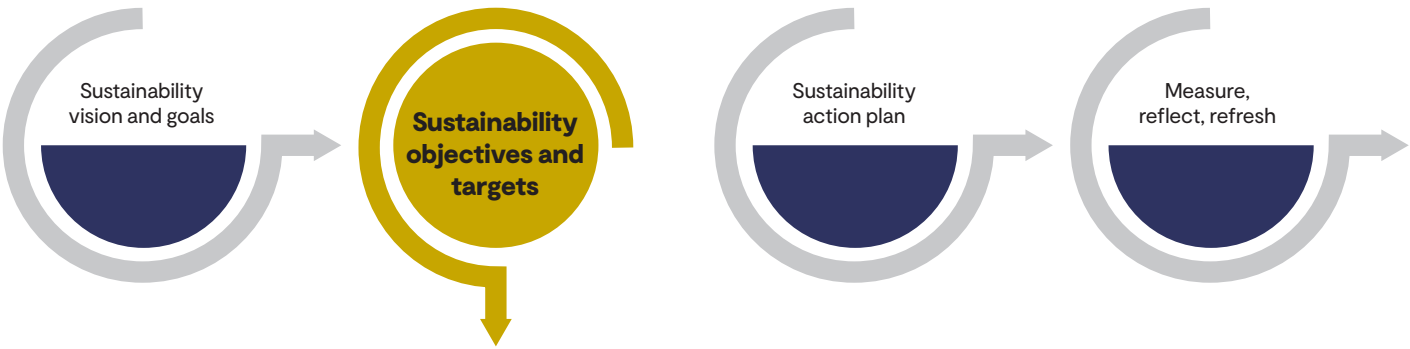 Sustainability
vision and goals
Sustainability
objectives and
targets
Sustainability
action plan
Measure,
reflect, refresh